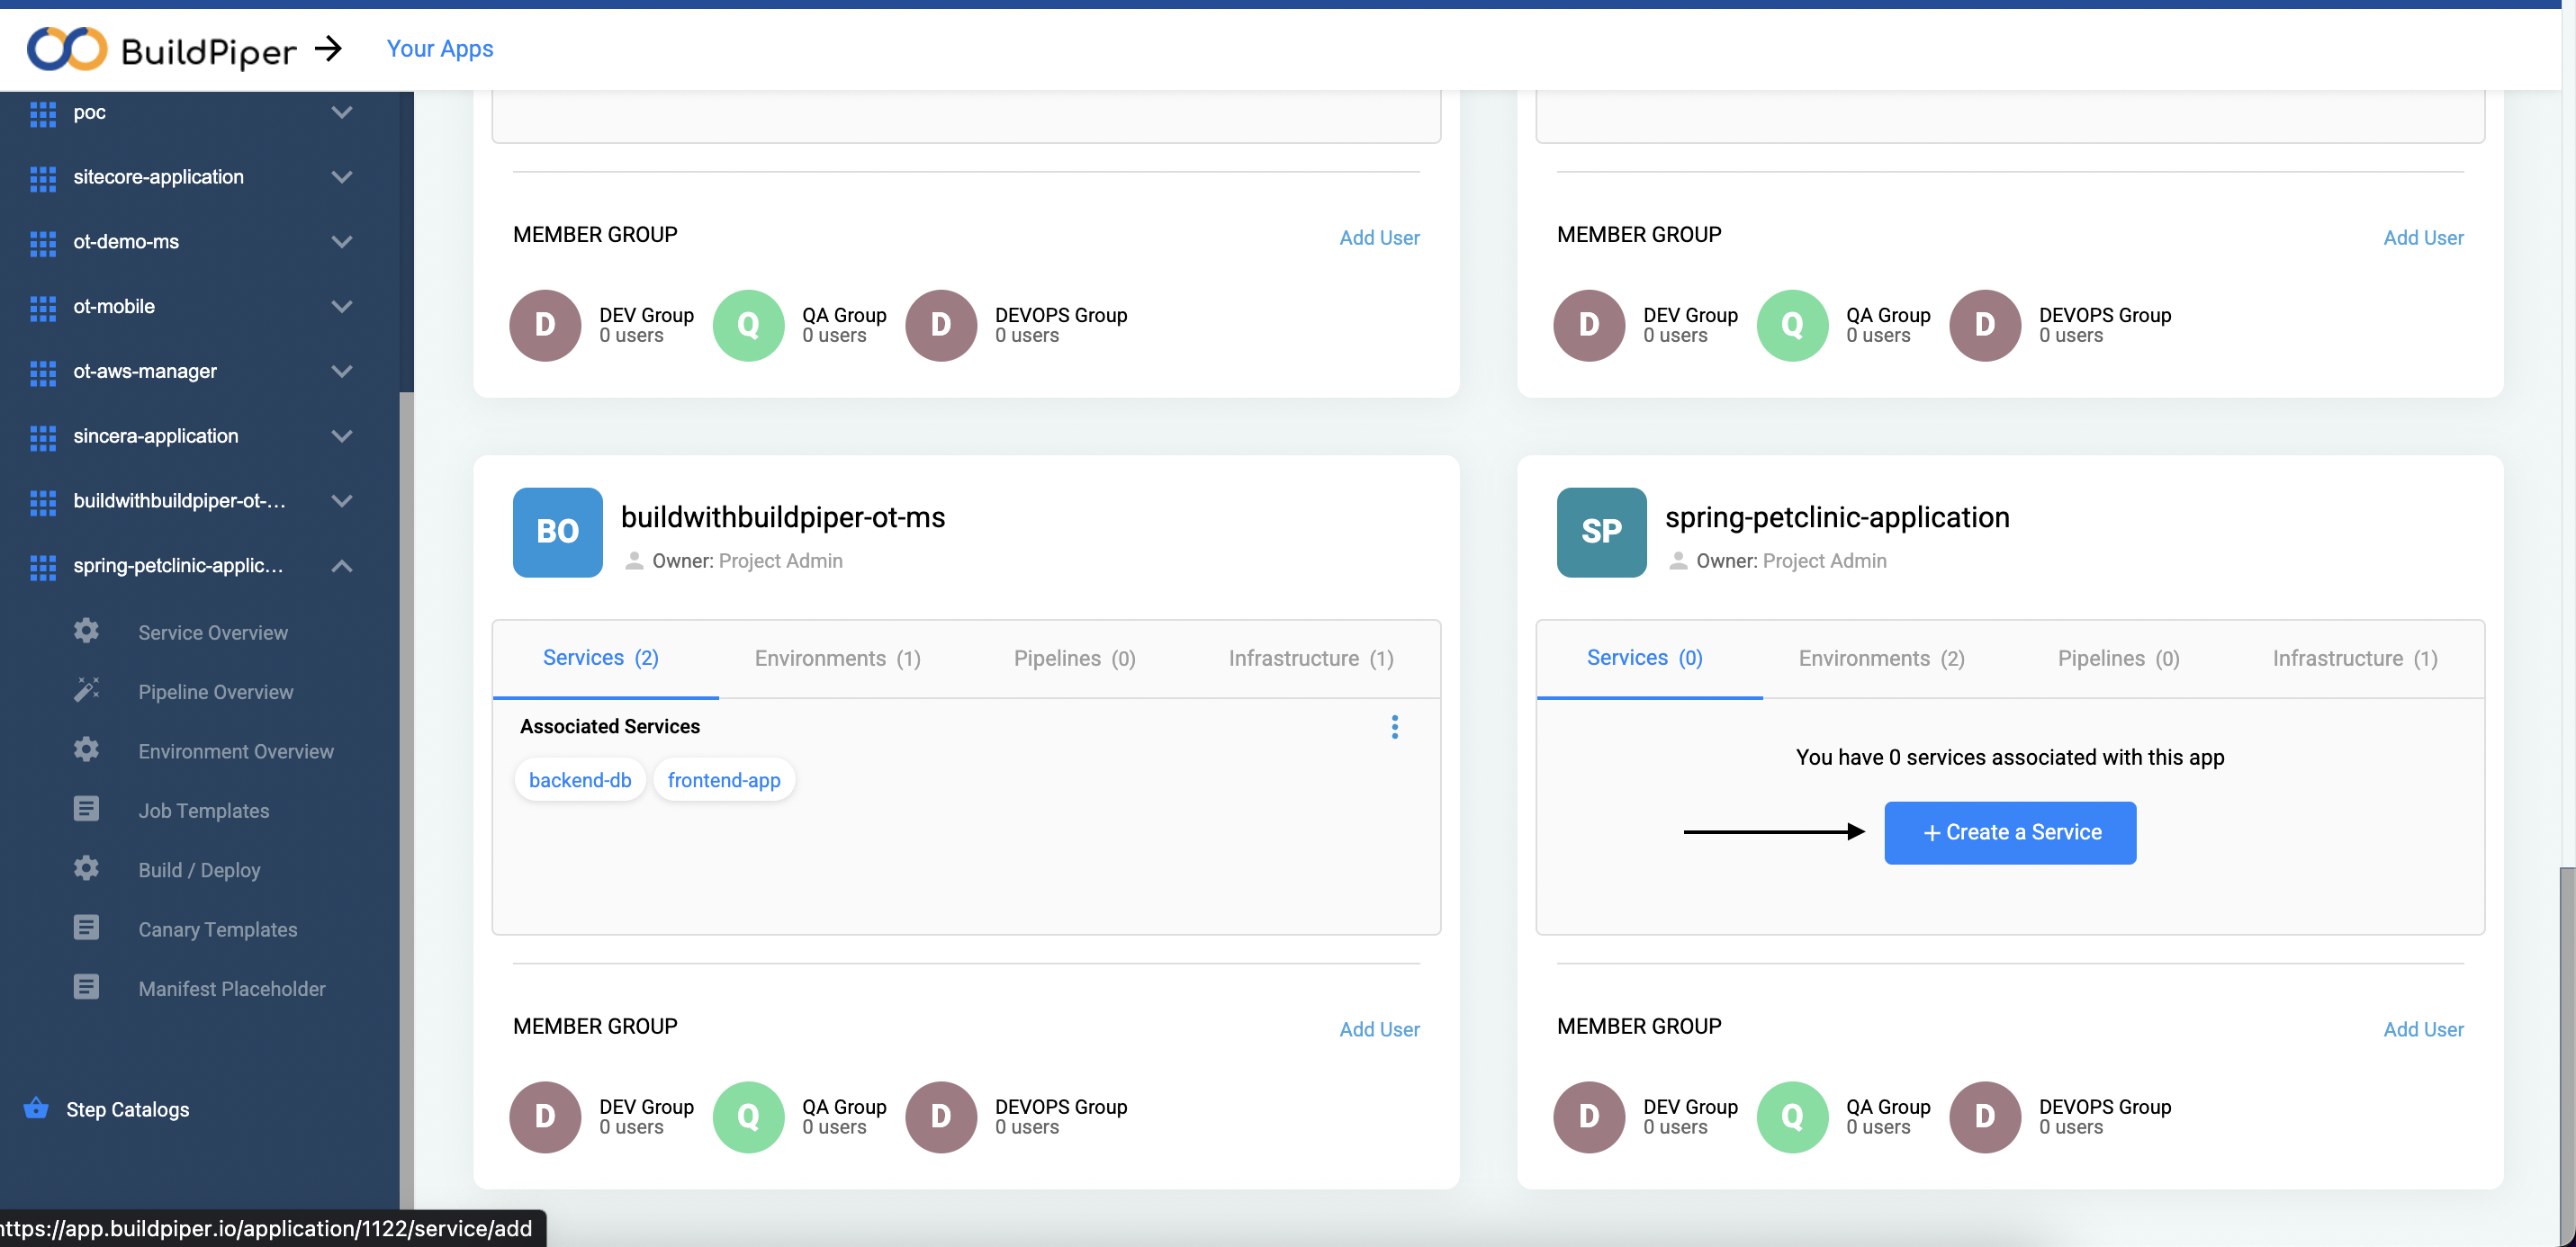 BuildPiper
Your Apps
poc
sitecore-application
ot-demo-ms
ot-mobile
ot-aws-manager
sincera-application
buildwithbuildpiper-ot-...
spring-petclinic-applic...
Service Overview
Pipeline Overview
Environment Overview
Job Templates
Build / Deploy
Canary Templates
Manifest Placeholder
Step Catalogs
https://app.buildpiper.io/application/1122/service/add
MEMBER GROUP
Add User
D
DEV Group
0 users
Q
QA Group
0 users
D
DEVOPS Group
0 users
MEMBER GROUP
Add User
D
DEV Group
0 users
Q
QA Group
0 users
D
DEVOPS Group
0 users
BO
buildwithbuildpiper-ot-ms
Owner: Project Admin
Services (2)
Environments (1)
Pipelines (0)
Infrastructure (1)
Associated Services
backend-db
frontend-app
MEMBER GROUP
Add User
D
DEV Group
0 users
Q
QA Group
0 users
D
DEVOPS Group
0 users
SP
spring-petclinic-application
Owner: Project Admin
Services (0)
Environments (2)
Pipelines (0)
Infrastructure (1)
You have 0 services associated with this app
+ Create a Service
MEMBER GROUP
Add User
D
DEV Group
0 users
Q
QA Group
0 users
D
DEVOPS Group
0 users